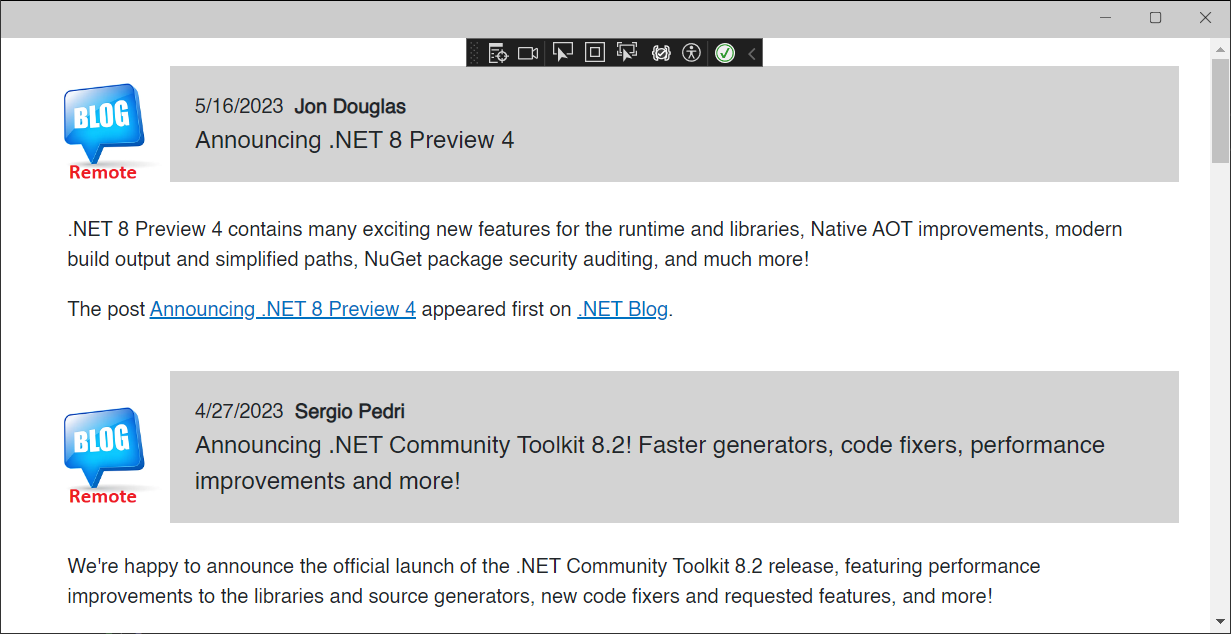 BLOG
Remote
5/16/2023 Jon Douglas
Announcing .NET 8 Preview 4
.NET 8 Preview 4 contains many exciting new features for the runtime and libraries, Native AOT improvements, modern
build output and simplified paths, NuGet package security auditing, and much more!
The post Announcing .NET 8 Preview 4 appeared first on .NET Blog.
BLOG
Remote
4/27/2023 Sergio Pedri
Announcing .NET Community Toolkit 8.2! Faster generators, code fixers, performance
improvements and more!
We're happy to announce the official launch of the .NET Community Toolkit 8.2 release, featuring performance
improvements to the libraries and source generators, new code fixers and requested features, and more!